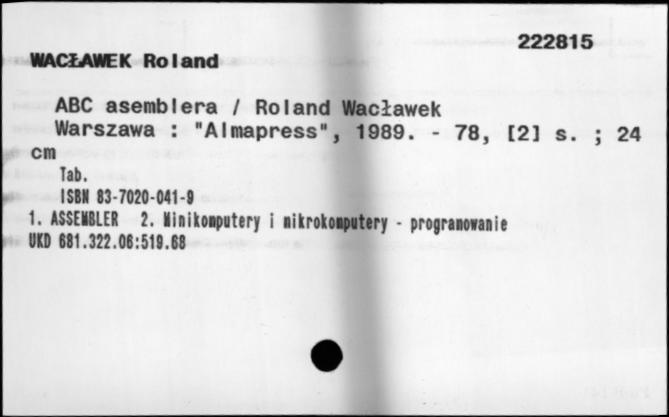 222815
WACŁAWEK Roland
ABC asemblera / Roland Wacławek
Warszawa : "Almapress", 1989. - 78, [2] s. ; 24
cm
Tab.
ISBN 83-7020-041-9
1. ASSEMBLER 2. Minikomputery i mikrokomputery - programowanie
UKD 681.322.06:519.68